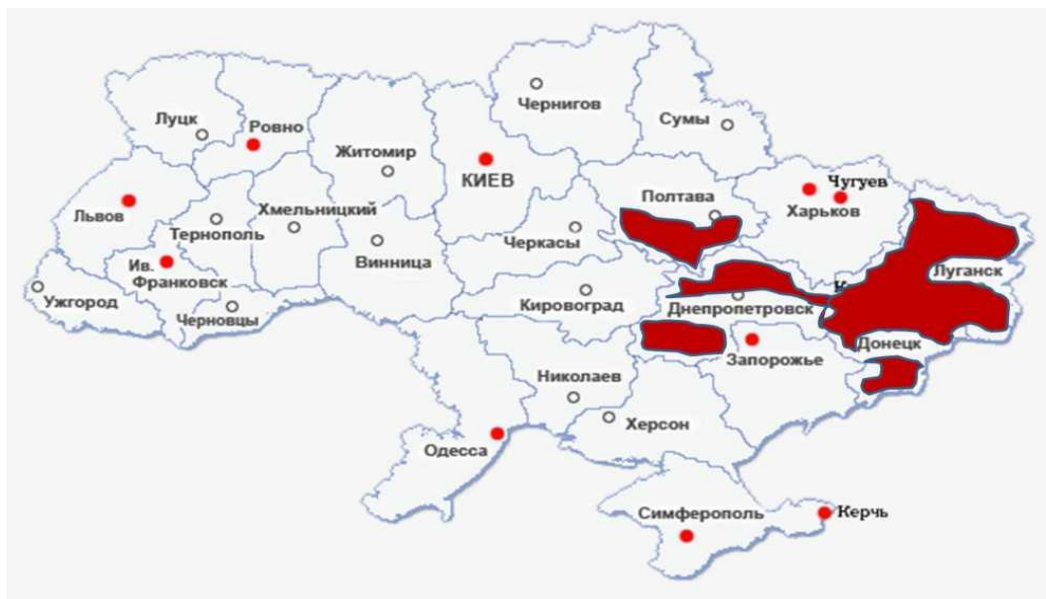 Чернигов
Луцк
Сумы
Ровно
Житомир
КИЕВ
Чугуев
Полтава
Харьков
Львов
Хмельницкий
Тернополь
Черкасы
Винница
Ив.
Франковск
Луганск
Ужгород
Кировоград
Днепропетровск
Черновцы
Донецк
Запорожье
Николаев
Херсон
Одесса
Симферополь
Керчь